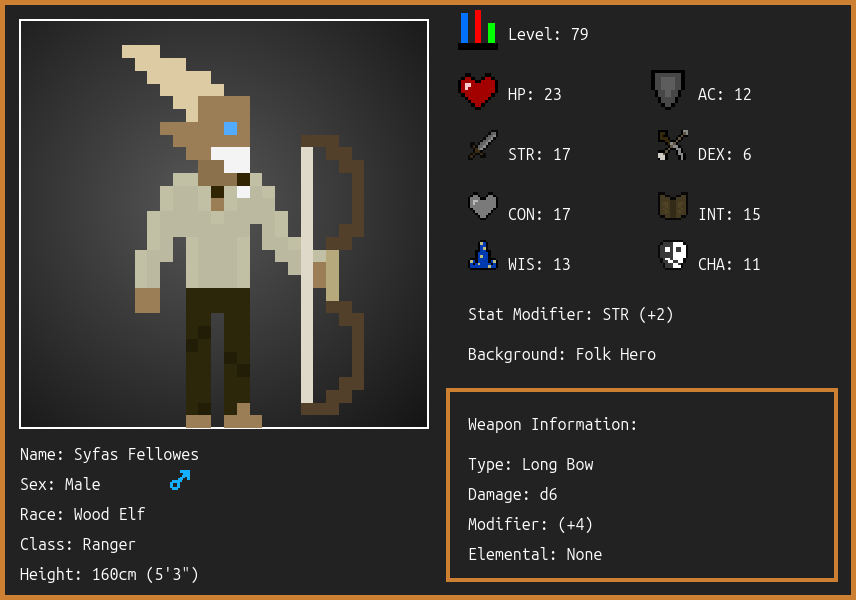 Level: 79
HP: 23
AC: 12
STR: 17
DEX: 6
CON: 17
INT: 15
WIS: 13
CHA: 11
Stat Modifier: STR (+2)
Background: Folk Hero
Weapon Information:
Type: Long Bow
Damage: d6
Modifier: (+4)
Elemental: None
Name: Syfas Fellowes
Sex: Male
Race: Wood Elf
Class: Ranger
Height: 160cm (5'3")